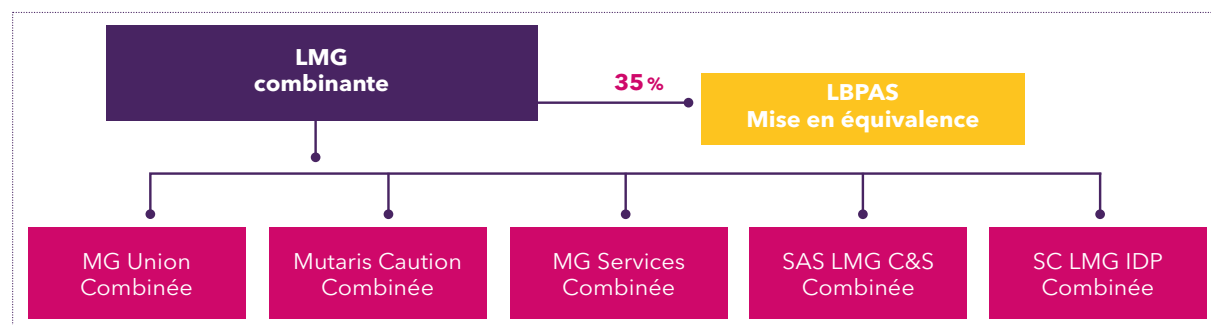 LMG
combinante
35 %
LBPAS
Mise en équivalence
MG Union
Combinée
Mutaris Caution
Combinée
MG Services
Combinée
SAS LMG C&S
Combinée
SC LMG IDP
Combinée